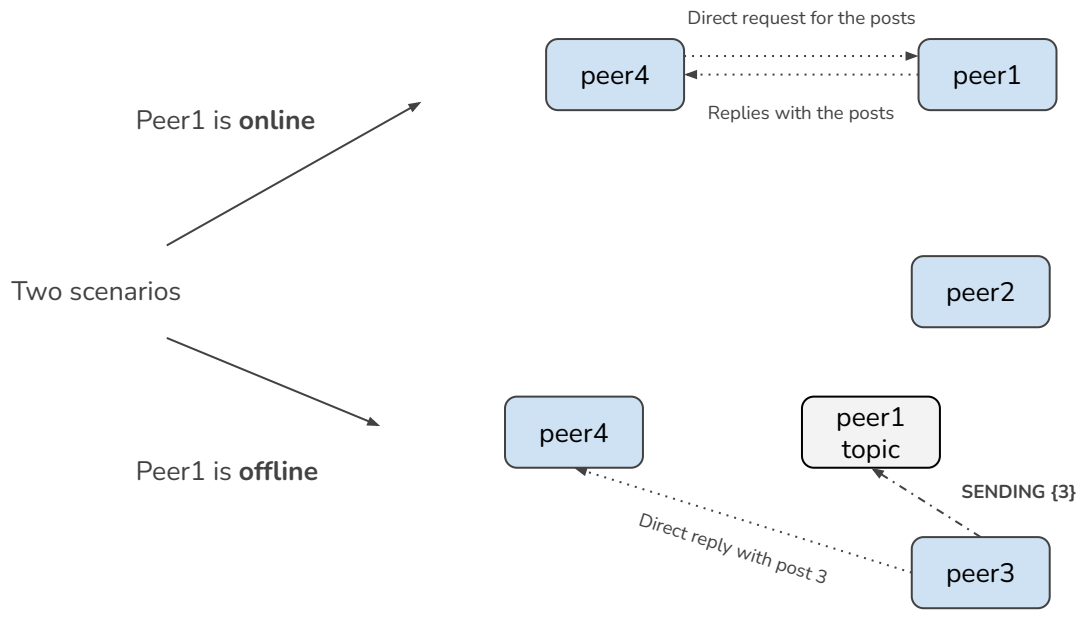 Direct request for the posts
peer4
peer1
Replies with the posts
Peer1 is online
Two scenarios
peer2
Peer1 is offline
peer4
peer1
topic
SENDING {3}
Direct reply with post 3
peer3